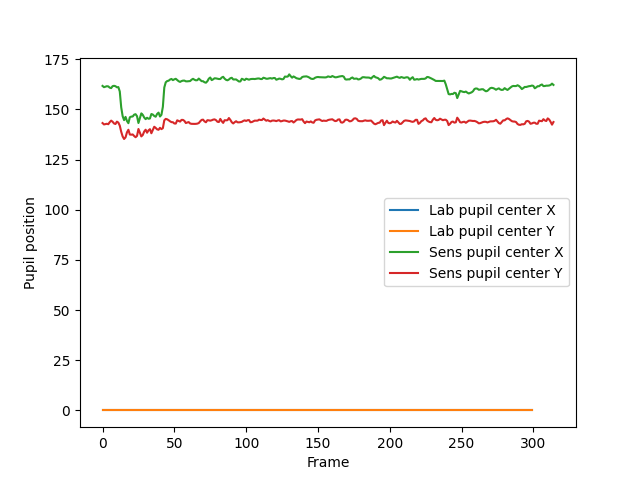 175
150
125
100
75
50
25
0
Pupil position
Lab pupil center X
Lab pupil center Y
Sens pupil center X
Sens pupil center Y
0 50 100 150 200 250 300
Frame